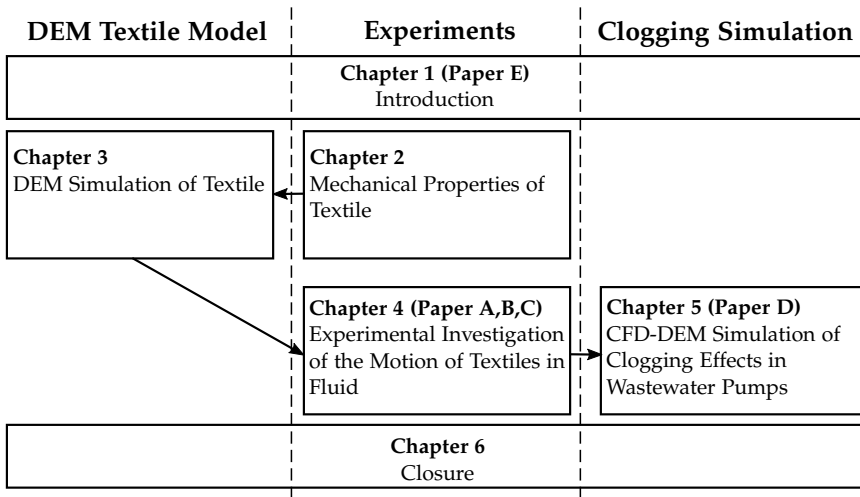 DEM Textile Model
Experiments
Clogging Simulation
Chapter 1 (Paper E)
Introduction
Chapter 3
DEM Simulation of Textile
Chapter 2
Mechanical Properties of
Textile
Chapter 4 (Paper A,B,C)
Experimental Investigation
of the Motion of Textiles in
Fluid
Chapter 5 (Paper D)
CFD-DEM Simulation of
Clogging Effects in
Wastewater Pumps
Chapter 6
Closure